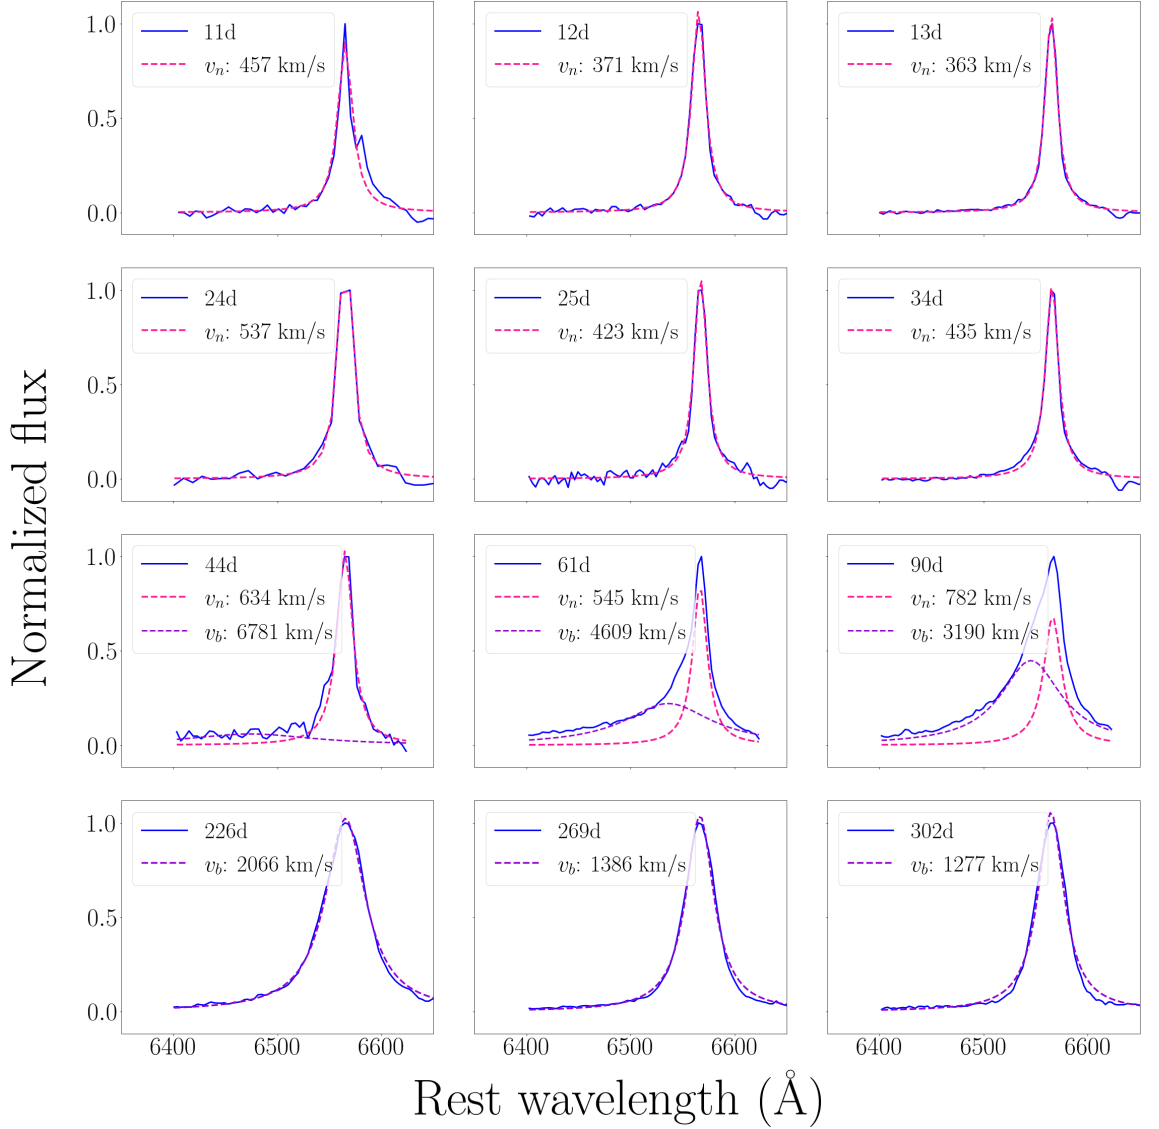 11d
v_n: 457 km/s
12d
v_n: 371 km/s
13d
v_n: 363 km/s
1.0
0.5
0.0
24d
v_n: 537 km/s
25d
v_n: 423 km/s
34d
v_n: 435 km/s
1.0
0.5
0.0
Normalized flux
44d
v_n: 634 km/s
v_b: 6781 km/s
61d
v_n: 545 km/s
v_b: 4609 km/s
90d
v_n: 782 km/s
v_b: 3190 km/s
1.0
0.5
0.0
226d
v_b: 2066 km/s
269d
v_b: 1386 km/s
302d
v_b: 1277 km/s
1.0
0.5
0.0
6400 6500 6600 6400 6500 6600 6400 6500 6600
Rest wavelength (Å)